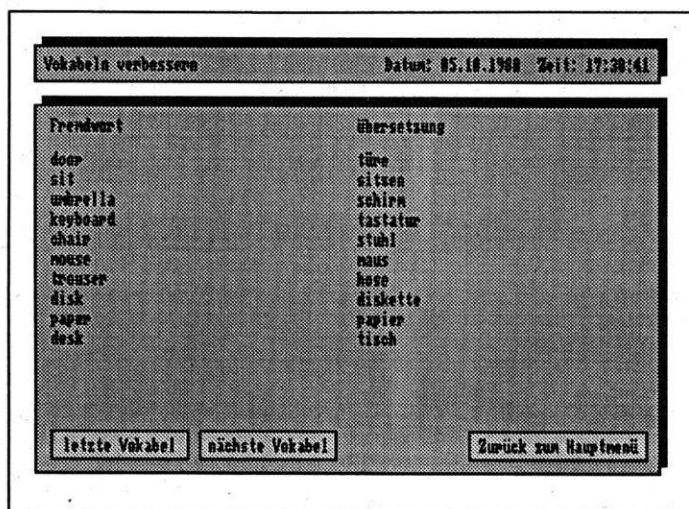 Vokabeln verbessern Datum: 05.10.1988 Zeit: 17:30:41
Fremdwort Übersetzung
door türe
sit sitzen
umbrella schirm
keyboard tastatur
chair stuhl
mouse maus
trouser hose
disk diskette
paper papier
desk tisch
letzte Vokabel nächste Vokabel Zurück zum Hauptmenü